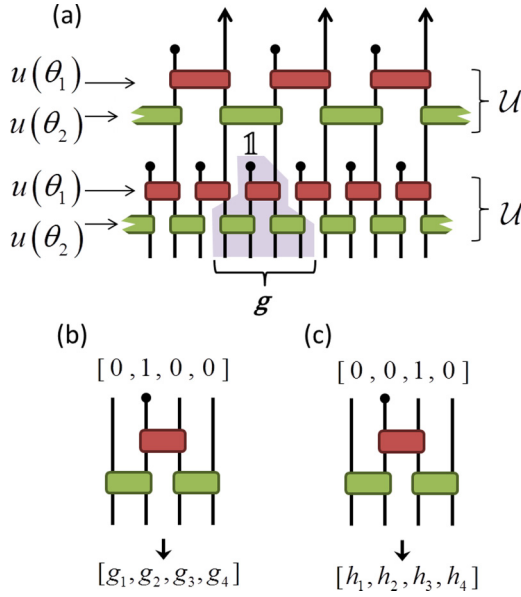 (a)
u(θ₁)
𝒰
u(θ₂)
𝟙
u(θ₁)
𝒰
u(θ₂)
g
(b)
(c)
[0,1,0,0]
[0,0,1,0]
[g₁,g₂,g₃,g₄]
[h₁,h₂,h₃,h₄]